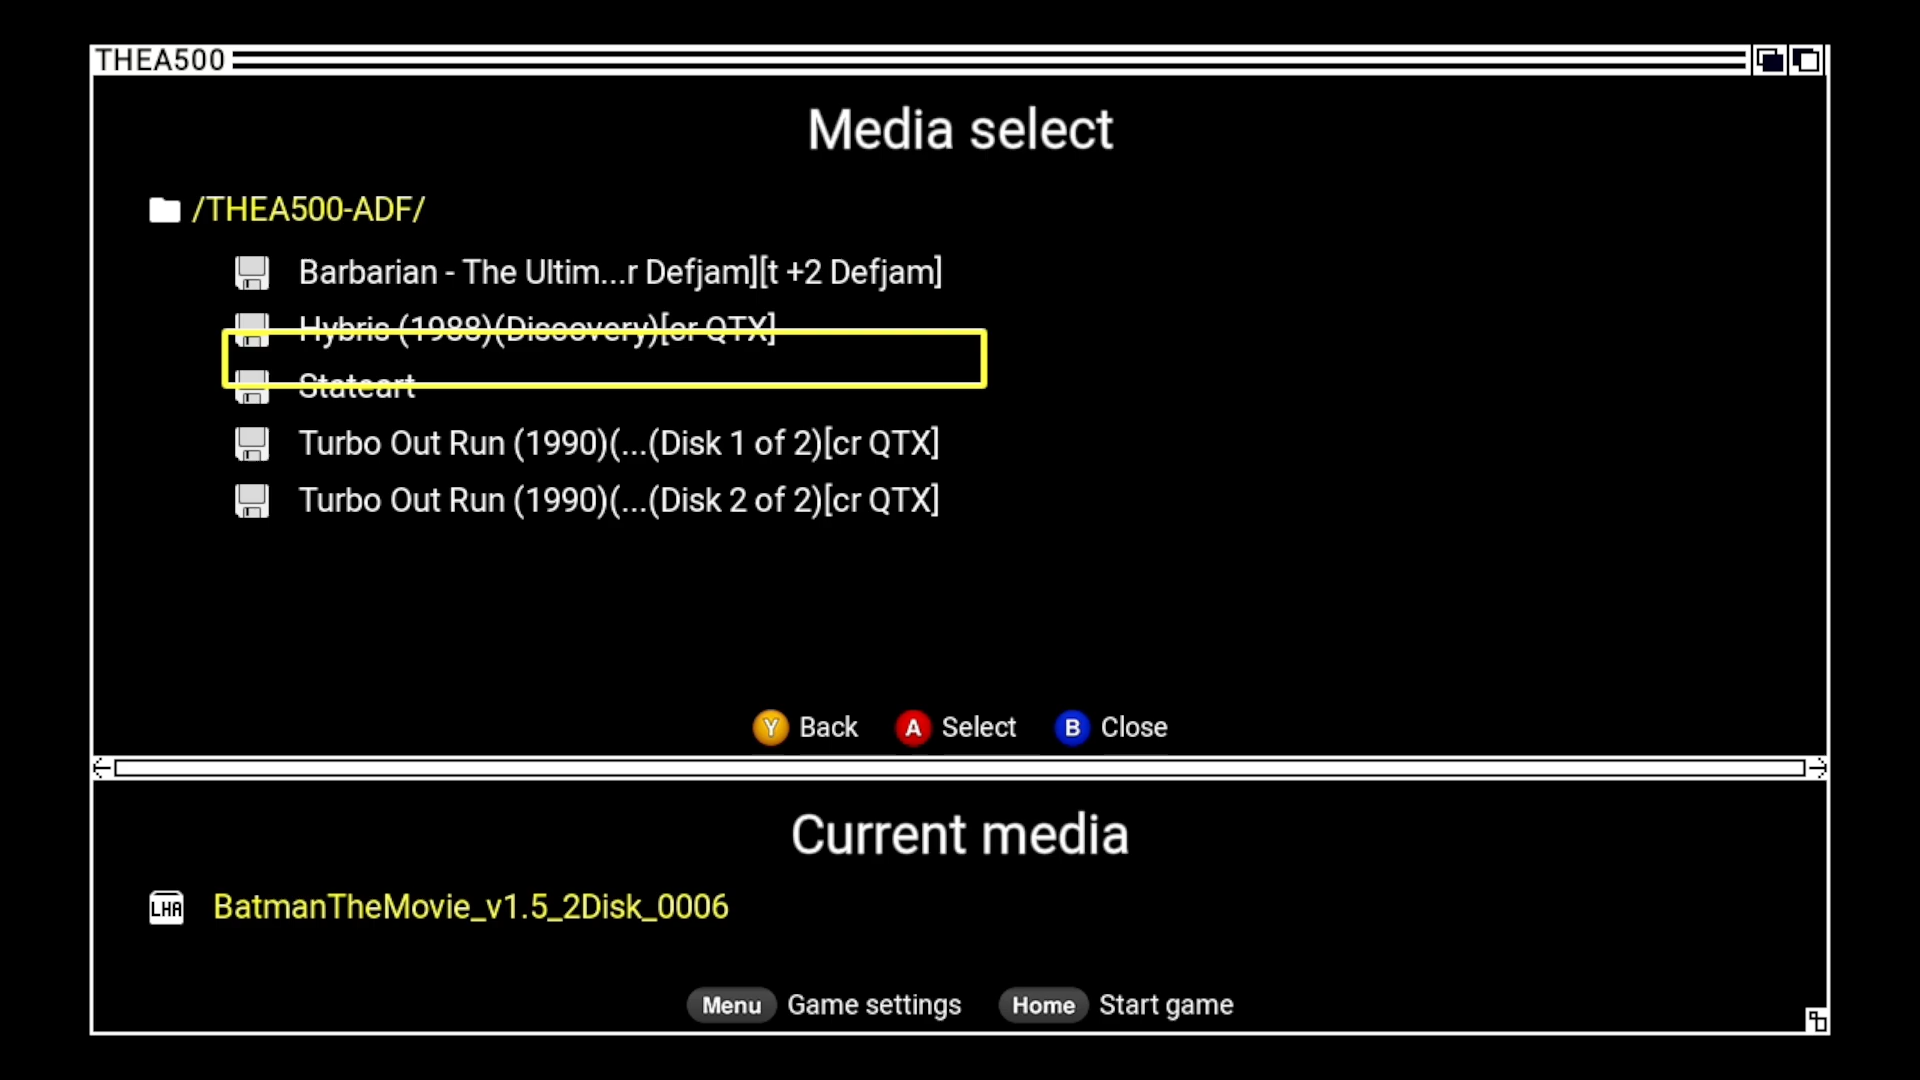 THEA500
Media select
/THEA500-ADF/
Barbarian - The Ultim...r Defjam][t +2 Defjam]
Hybris (1988)(Discovery)[cr QTX]
Stateart
Turbo Out Run (1990)(...(Disk 1 of 2)[cr QTX]
Turbo Out Run (1990)(...(Disk 2 of 2)[cr QTX]
Y Back A Select B Close
Current media
LHA BatmanTheMovie_v1.5_2Disk_0006
Menu Game settings Home Start game